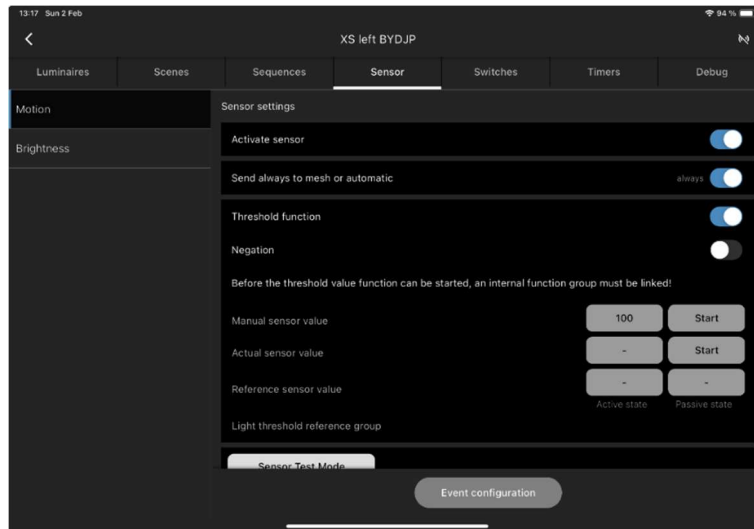 13:17 Sun 2 Feb
94 %
XS left BYDJP
Luminaires Scenes Sequences Sensor Switches Timers Debug
Motion
Brightness
Sensor settings
Activate sensor
Send always to mesh or automatic always
Threshold function
Negation
Before the threshold value function can be started, an internal function group must be linked!
Manual sensor value 100 Start
Actual sensor value - Start
Reference sensor value - -
Active state Passive state
Light threshold reference group
Sensor Test Mode
Event configuration